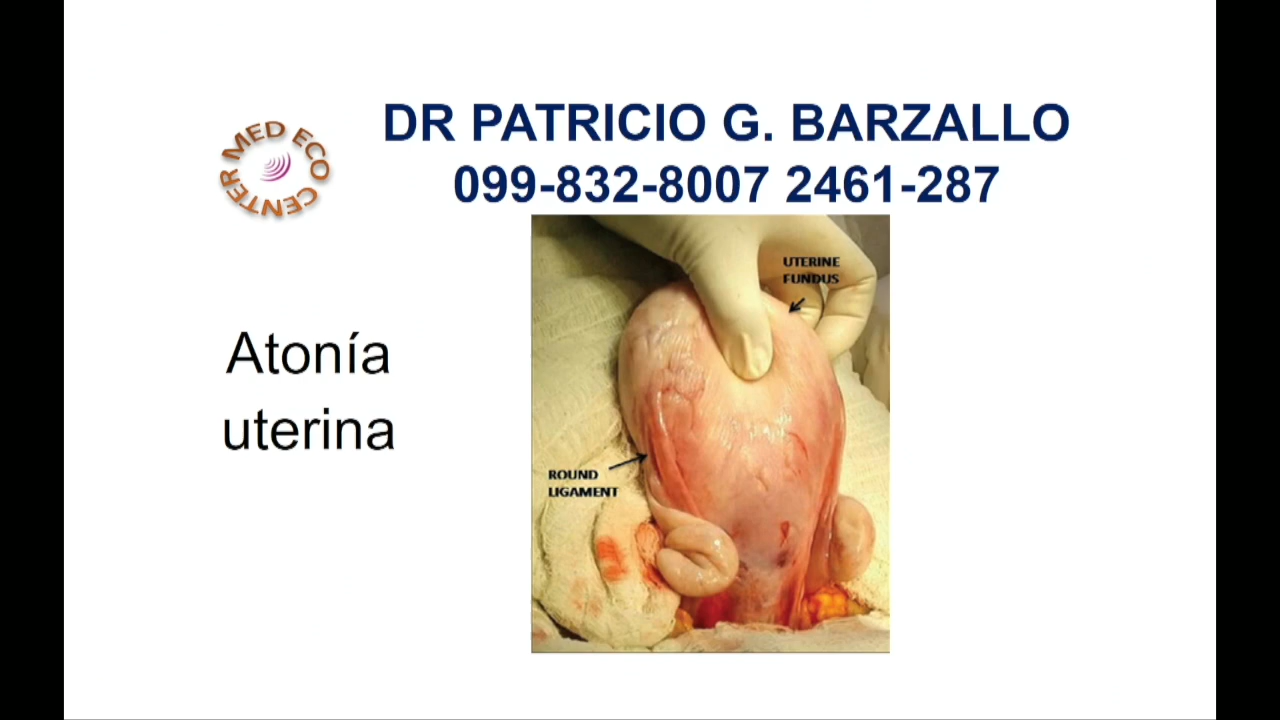 MED ECO CENTER
DR PATRICIO G. BARZALLO
099-832-8007 2461-287
UTERINE
FUNDUS
Atonía
uterina
ROUND
LIGAMENT